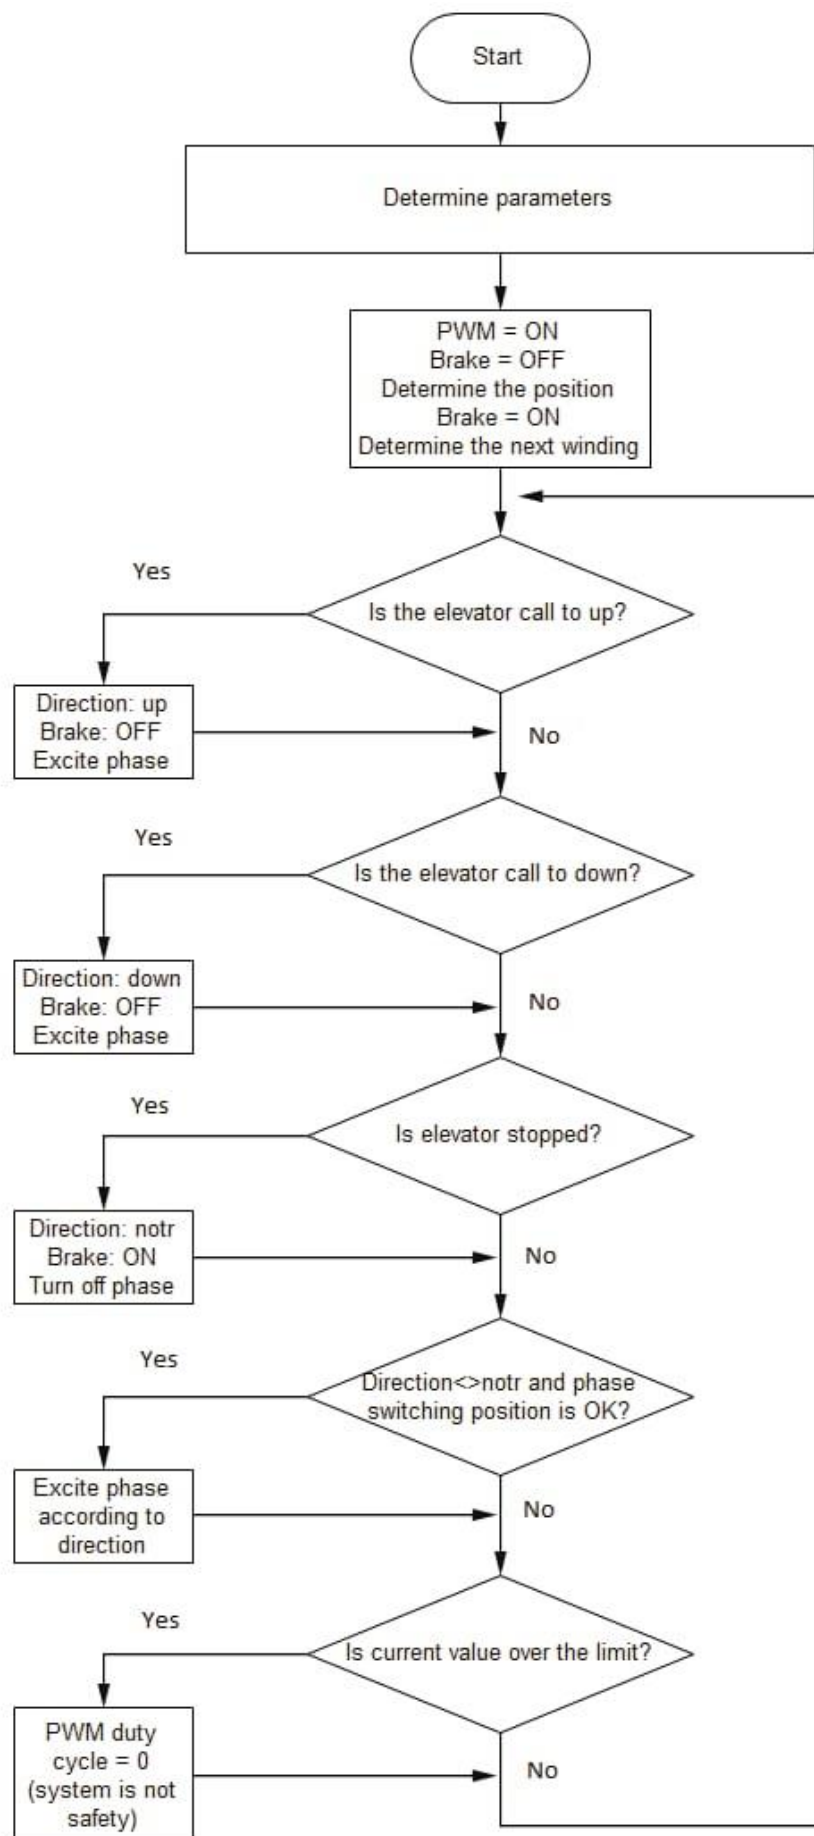 Start
Determine parameters
PWM = ON
Brake = OFF
Determine the position
Brake = ON
Determine the next winding
Yes
Is the elevator call to up?
Direction: up
Brake: OFF
Excite phase
No
Yes
Is the elevator call to down?
Direction: down
Brake: OFF
Excite phase
No
Yes
Is elevator stopped?
Direction: notr
Brake: ON
Turn off phase
No
Yes
Direction<>notr and phase
switching position is OK?
Excite phase
according to
direction
No
Yes
Is current value over the limit?
PWM duty
cycle = 0
(system is not
safety)
No